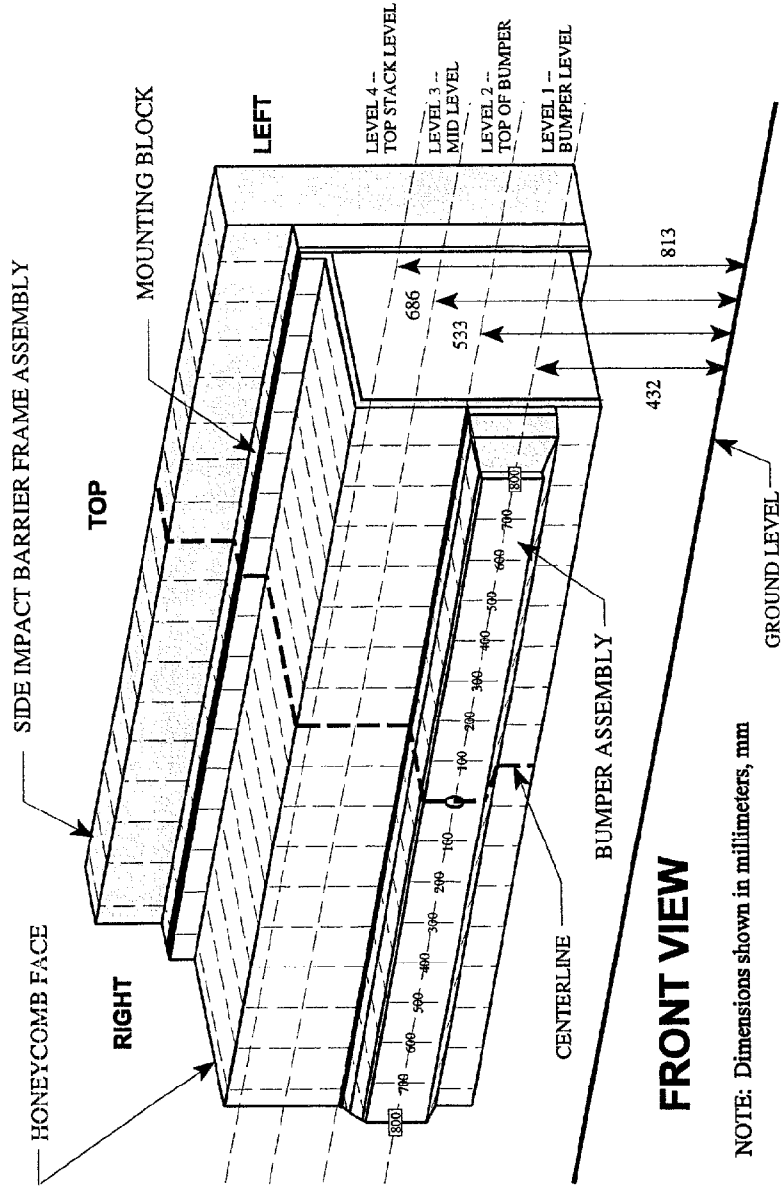 SIDE IMPACT BARRIER FRAME ASSEMBLY
HONEYCOMB FACE
TOP
MOUNTING BLOCK
RIGHT
LEFT
LEVEL 4 --
TOP STACK LEVEL
LEVEL 3 --
MID LEVEL
LEVEL 2 --
TOP OF BUMPER
LEVEL 1 --
BUMPER LEVEL
800
700
600
500
400
300
200
100
100
200
300
400
500
600
700
800
813
686
533
432
CENTERLINE
BUMPER ASSEMBLY
GROUND LEVEL
FRONT VIEW
NOTE: Dimensions shown in millimeters, mm